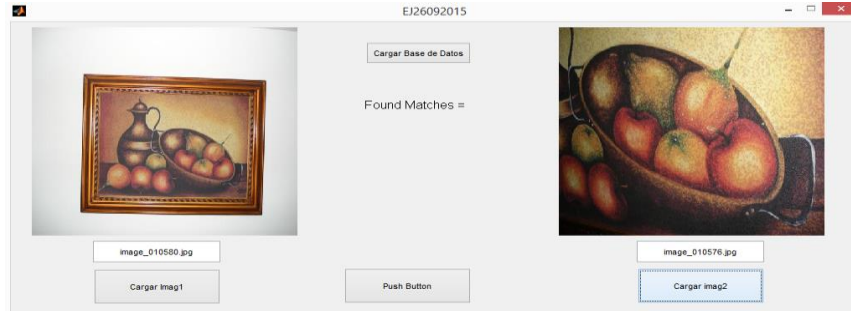 EJ26092015
Cargar Base de Datos
Found Matches =
image_010580.jpg
image_010576.jpg
Cargar Imag1
Push Button
Cargar imag2